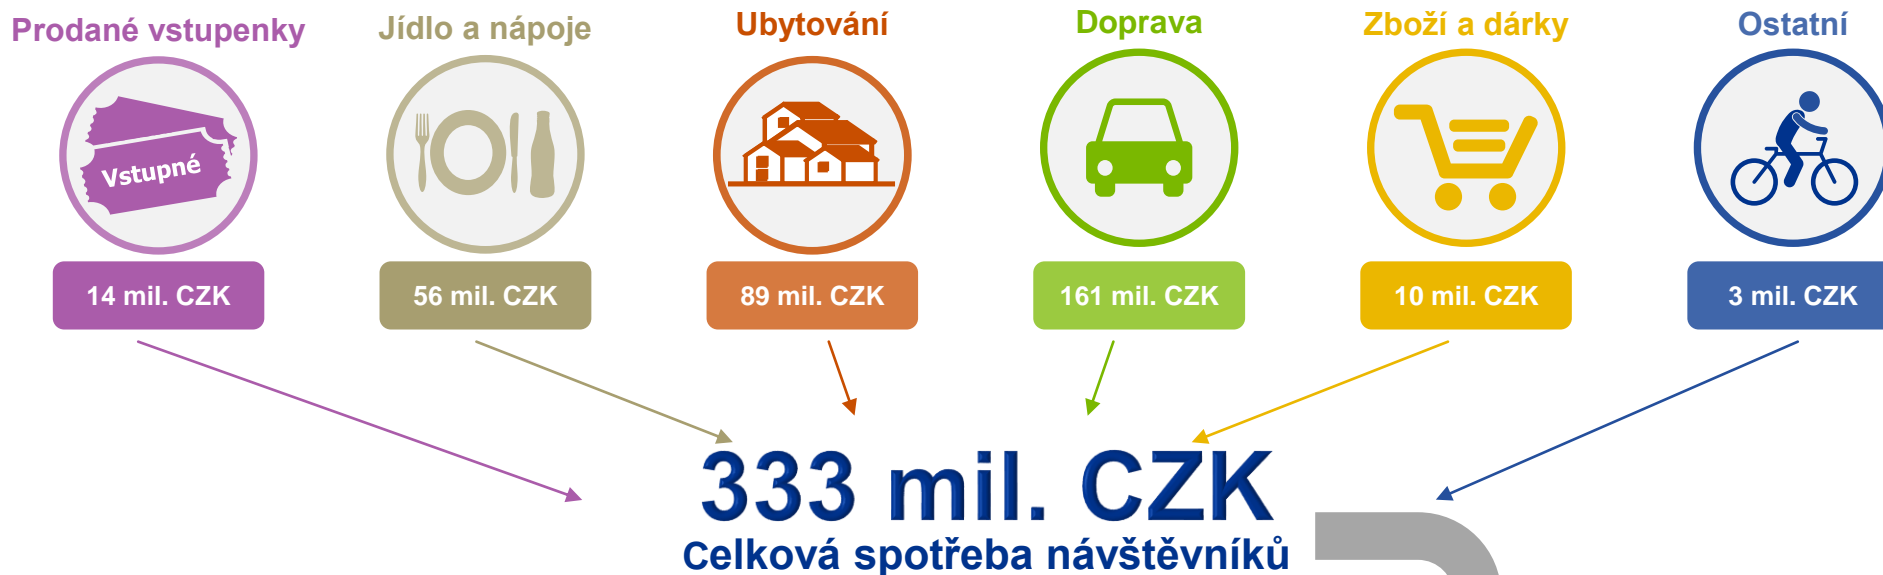 Prodané vstupenky
Jídlo a nápoje
Ubytování
Doprava
Zboží a dárky
Ostatní
Vstupné
14 mil. CZK
56 mil. CZK
89 mil. CZK
161 mil. CZK
10 mil. CZK
3 mil. CZK
333 mil. CZK
Celková spotřeba návštěvníků